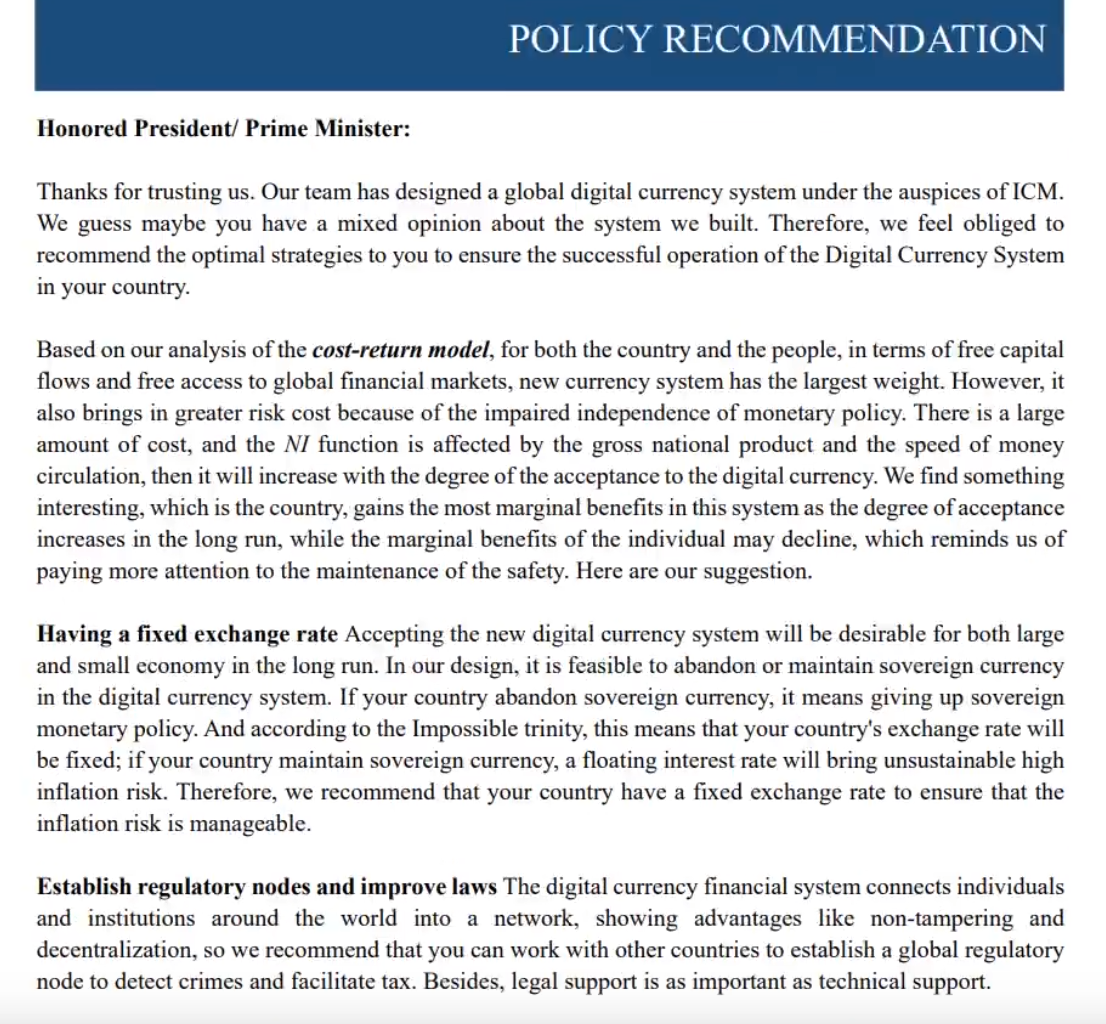 POLICY RECOMMENDATION
Honored President/ Prime Minister:
Thanks for trusting us. Our team has designed a global digital currency system under the auspices of ICM.
We guess maybe you have a mixed opinion about the system we built. Therefore, we feel obliged to
recommend the optimal strategies to you to ensure the successful operation of the Digital Currency System
in your country.
Based on our analysis of the cost-return model, for both the country and the people, in terms of free capital
flows and free access to global financial markets, new currency system has the largest weight. However, it
also brings in greater risk cost because of the impaired independence of monetary policy. There is a large
amount of cost, and the NI function is affected by the gross national product and the speed of money
circulation, then it will increase with the degree of the acceptance to the digital currency. We find something
interesting, which is the country, gains the most marginal benefits in this system as the degree of acceptance
increases in the long run, while the marginal benefits of the individual may decline, which reminds us of
paying more attention to the maintenance of the safety. Here are our suggestion.
Having a fixed exchange rate Accepting the new digital currency system will be desirable for both large
and small economy in the long run. In our design, it is feasible to abandon or maintain sovereign currency
in the digital currency system. If your country abandon sovereign currency, it means giving up sovereign
monetary policy. And according to the Impossible trinity, this means that your country's exchange rate will
be fixed; if your country maintain sovereign currency, a floating interest rate will bring unsustainable high
inflation risk. Therefore, we recommend that your country have a fixed exchange rate to ensure that the
inflation risk is manageable.
Establish regulatory nodes and improve laws The digital currency financial system connects individuals
and institutions around the world into a network, showing advantages like non-tampering and
decentralization, so we recommend that you can work with other countries to establish a global regulatory
node to detect crimes and facilitate tax. Besides, legal support is as important as technical support.